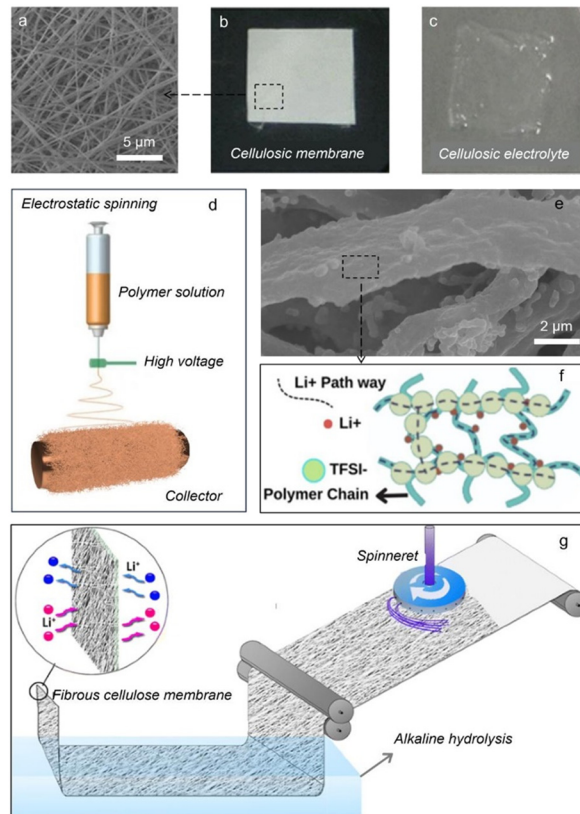 a
5 µm
b
Cellulosic membrane
c
Cellulosic electrolyte
Electrostatic spinning
d
Polymer solution
High voltage
Collector
e
2 µm
f
Li+ Path way
Li+
TFSI-
Polymer Chain
g
Spinneret
Li⁺
Li⁺
Fibrous cellulose membrane
Alkaline hydrolysis